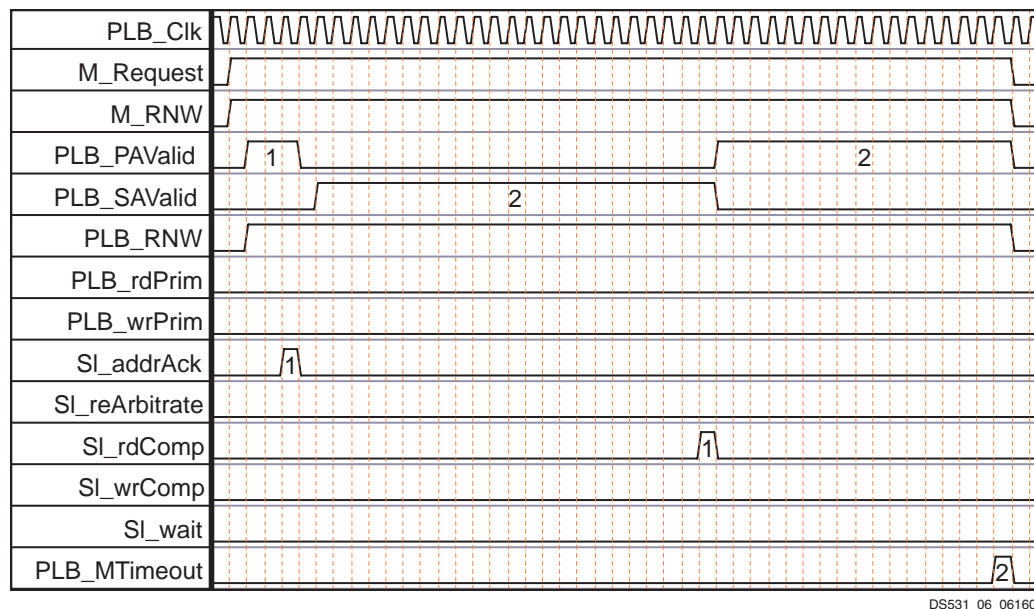 PLB_Clk
M_Request
M_RNW
PLB_PAValid 1 2
PLB_SAValid 2
PLB_RNW
PLB_rdPrim
PLB_wrPrim
Sl_addrAck 1
Sl_reArbitrate
Sl_rdComp 1
Sl_wrComp
Sl_wait
PLB_MTimeout 2